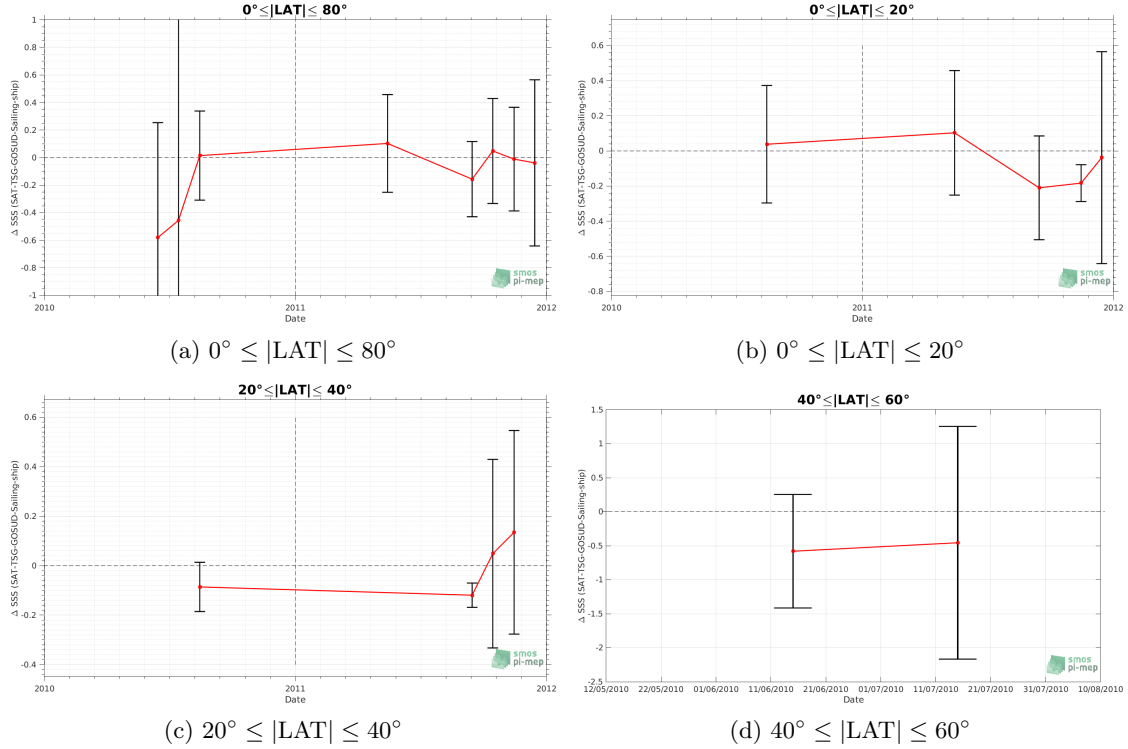 0°≤|LAT|≤ 80°
Δ SSS (SAT-TSG-GOSUD-Sailing-ship)
1
0.8
0.6
0.4
0.2
0
-0.2
-0.4
-0.6
-0.8
-1
2010
2011
2012
Date
smos
pi-mep
(a) 0° ≤ |LAT| ≤ 80°
0°≤|LAT|≤ 20°
Δ SSS (SAT-TSG-GOSUD-Sailing-ship)
0.6
0.4
0.2
0
-0.2
-0.4
-0.6
-0.8
2010
2011
2012
Date
smos
pi-mep
(b) 0° ≤ |LAT| ≤ 20°
20°≤|LAT|≤ 40°
Δ SSS (SAT-TSG-GOSUD-Sailing-ship)
0.6
0.4
0.2
0
-0.2
-0.4
2010
2011
2012
Date
smos
pi-mep
(c) 20° ≤ |LAT| ≤ 40°
40°≤|LAT|≤ 60°
Δ SSS (SAT-TSG-GOSUD-Sailing-ship)
1.5
1
0.5
0
-0.5
-1
-1.5
-2
-2.5
12/05/2010 22/05/2010 01/06/2010 11/06/2010 21/06/2010 01/07/2010 11/07/2010 21/07/2010 31/07/2010 10/08/2010
Date
smos
pi-mep
(d) 40° ≤ |LAT| ≤ 60°